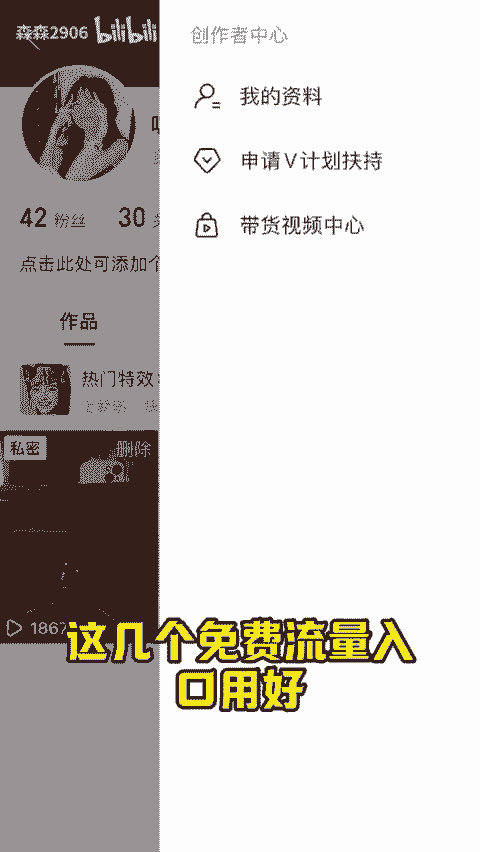 森森2906 bilibili
创作者中心
我的资料
申请V计划扶持
带货视频中心
42 粉丝 30
点击此处可添加个
作品
热门特效
私密 删除
1867
这几个免费流量入
口用好